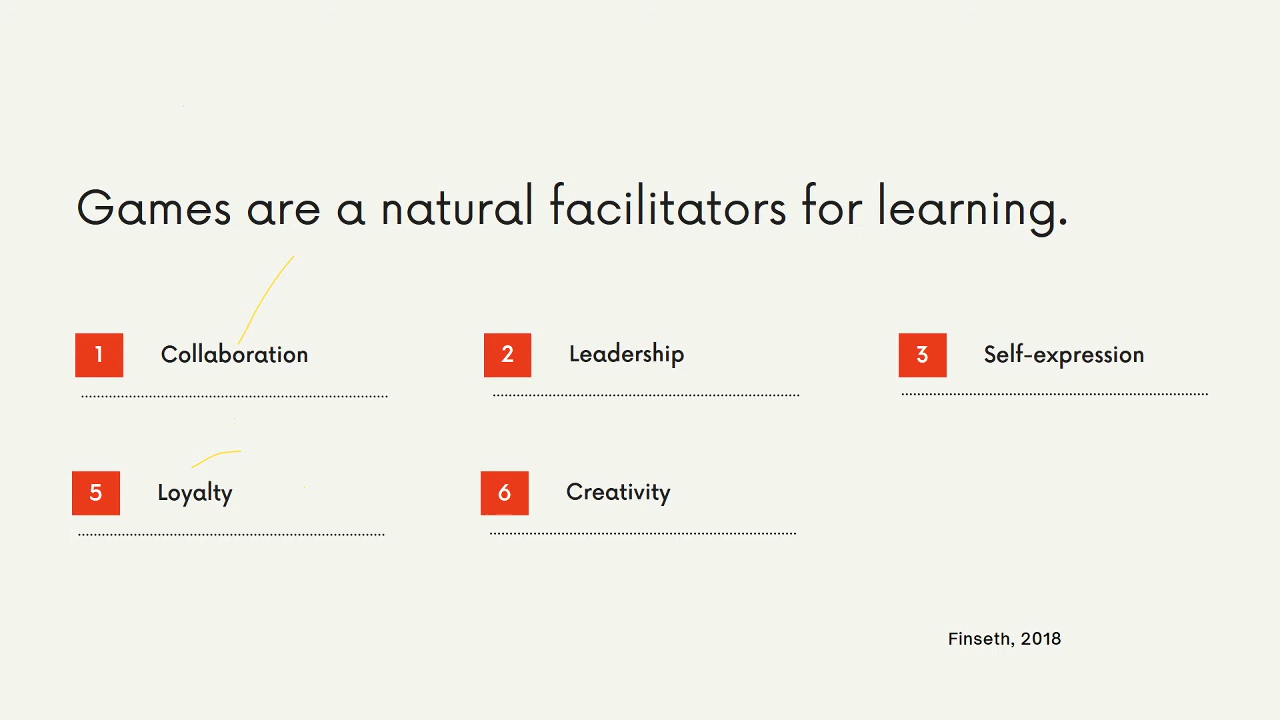 Games are a natural facilitators for learning.
1 Collaboration
2 Leadership
3 Self-expression
5 Loyalty
6 Creativity
Finseth, 2018